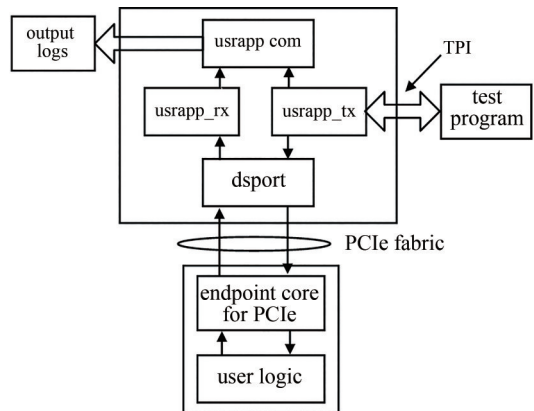 output
logs
usrapp com
TPI
usrapp_rx
usrapp_tx
test
program
dsport
PCIe fabric
endpoint core
for PCIe
user logic